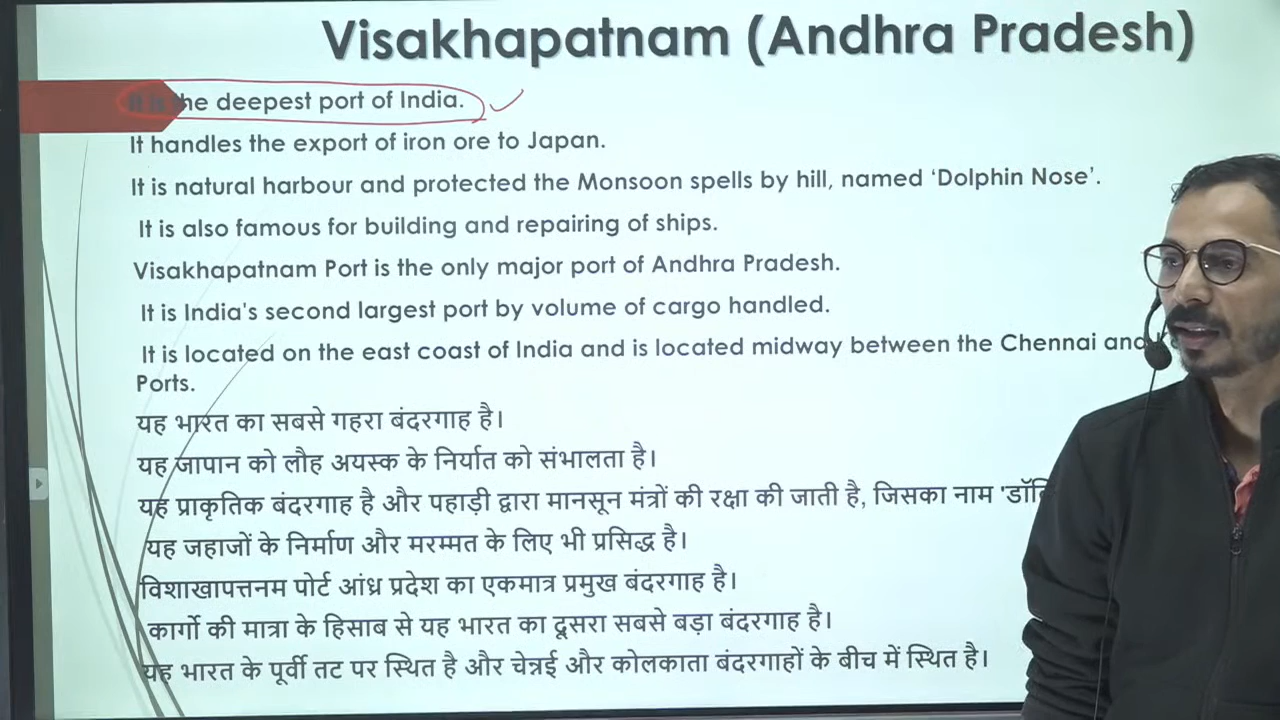 Visakhapatnam (Andhra Pradesh)
It is the deepest port of India.
It handles the export of iron ore to Japan.
It is natural harbour and protected the Monsoon spells by hill, named ‘Dolphin Nose’.
It is also famous for building and repairing of ships.
Visakhapatnam Port is the only major port of Andhra Pradesh.
It is India's second largest port by volume of cargo handled.
It is located on the east coast of India and is located midway between the Chennai and
Ports.
यह भारत का सबसे गहरा बंदरगाह है।
यह जापान को लौह अयस्क के निर्यात को संभालता है।
यह प्राकृतिक बंदरगाह है और पहाड़ी द्वारा मानसून मंत्रों की रक्षा की जाती है, जिसका नाम
यह जहाजों के निर्माण और मरम्मत के लिए भी प्रसिद्ध है।
विशाखापत्तनम पोर्ट आंध्र प्रदेश का एकमात्र प्रमुख बंदरगाह है।
कार्गो की मात्रा के हिसाब से यह भारत का दूसरा सबसे बड़ा बंदरगाह है।
यह भारत के पूर्वी तट पर स्थित है और चेन्नई और कोलकाता बंदरगाहों के बीच में स्थित है।